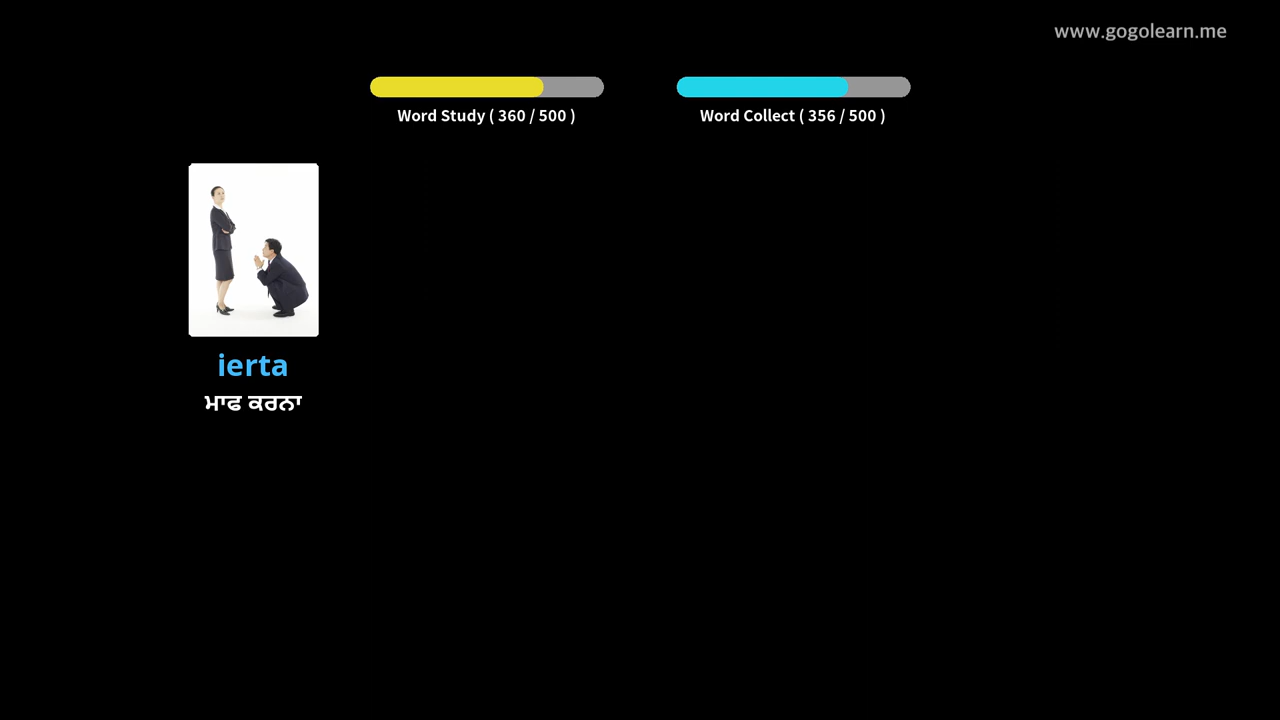 www.gogolearn.me
Word Study ( 360 / 500 )
Word Collect ( 356 / 500 )
ierta
ਮਾਫ ਕਰਨਾ